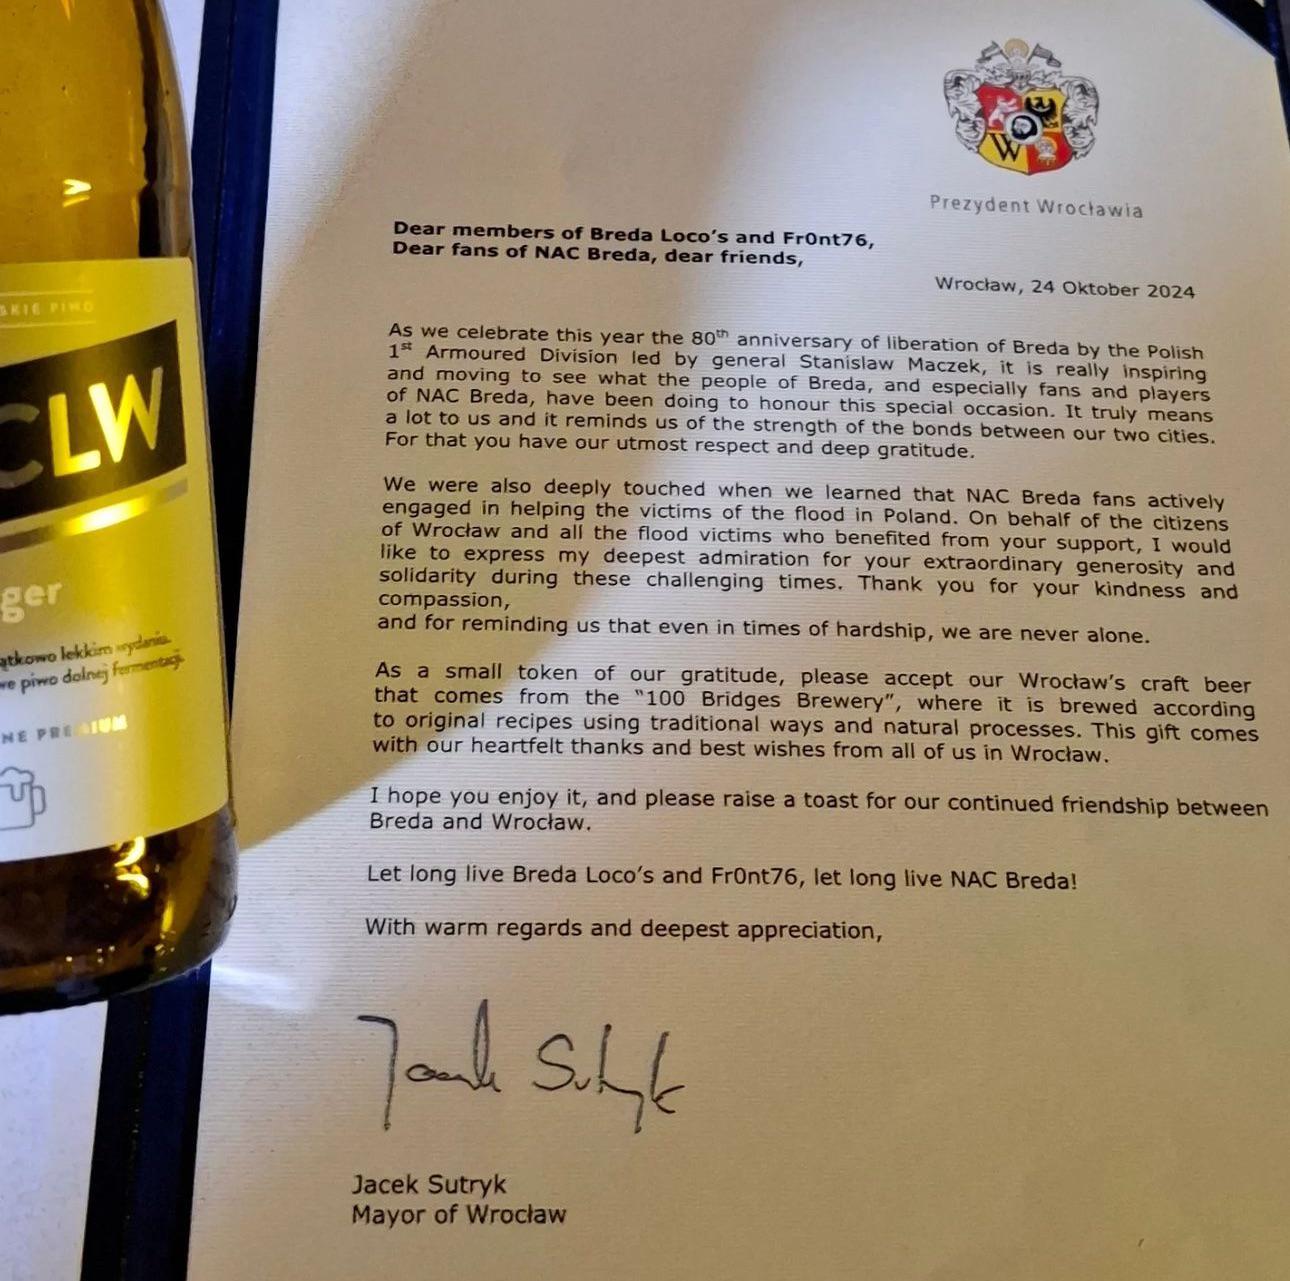 Prezydent Wrocławia
Dear members of Breda Loco's and Fr0nt76,
Dear fans of NAC Breda, dear friends,
Wrocław, 24 Oktober 2024
As we celebrate this year the 80th anniversary of liberation of Breda by the Polish
1st Armoured Division led by general Stanislaw Maczek, it is really inspiring
and moving to see what the people of Breda, and especially fans and players
of NAC Breda, have been doing to honour this special occasion. It truly means
a lot to us and it reminds us of the strength of the bonds between our two cities.
For that you have our utmost respect and deep gratitude.
We were also deeply touched when we learned that NAC Breda fans actively
engaged in helping the victims of the flood in Poland. On behalf of the citizens
of Wrocław and all the flood victims who benefited from your support, I would
like to express my deepest admiration for your extraordinary generosity and
solidarity during these challenging times. Thank you for your kindness and
compassion,
and for reminding us that even in times of hardship, we are never alone.
As a small token of our gratitude, please accept our Wrocław's craft beer
that comes from the "100 Bridges Brewery", where it is brewed according
to original recipes using traditional ways and natural processes. This gift comes
with our heartfelt thanks and best wishes from all of us in Wrocław.
I hope you enjoy it, and please raise a toast for our continued friendship between
Breda and Wrocław.
Let long live Breda Loco's and Fr0nt76, let long live NAC Breda!
With warm regards and deepest appreciation,
Jacek Sutryk
Jacek Sutryk
Mayor of Wrocław
W
SKIE PIWO
CLW
ger
ątkowo lekkim wydaniu.
we piwo dolnej fermentacji.
NE PREMIUM